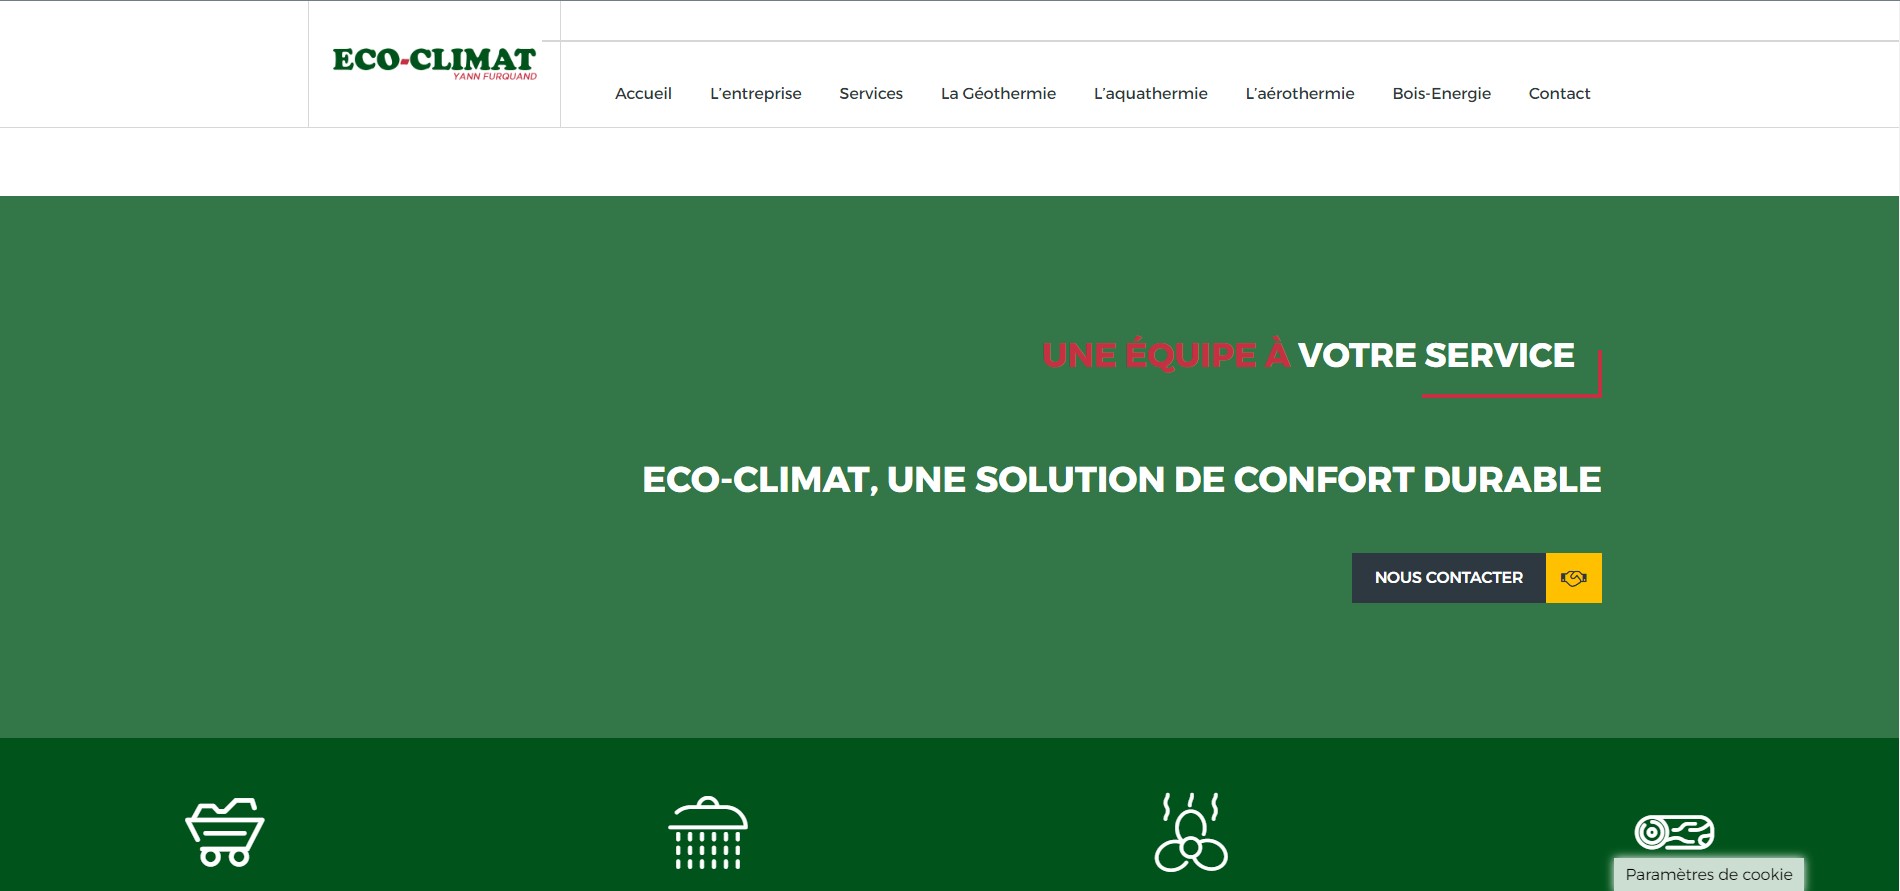 ECO-CLIMAT
YANN FURQUAND
Accueil L'entreprise Services La Géothermie L'aquathermie L'aérothermie Bois-Energie Contact
UNE ÉQUIPE À VOTRE SERVICE
ECO-CLIMAT, UNE SOLUTION DE CONFORT DURABLE
NOUS CONTACTER
Paramètres de cookie